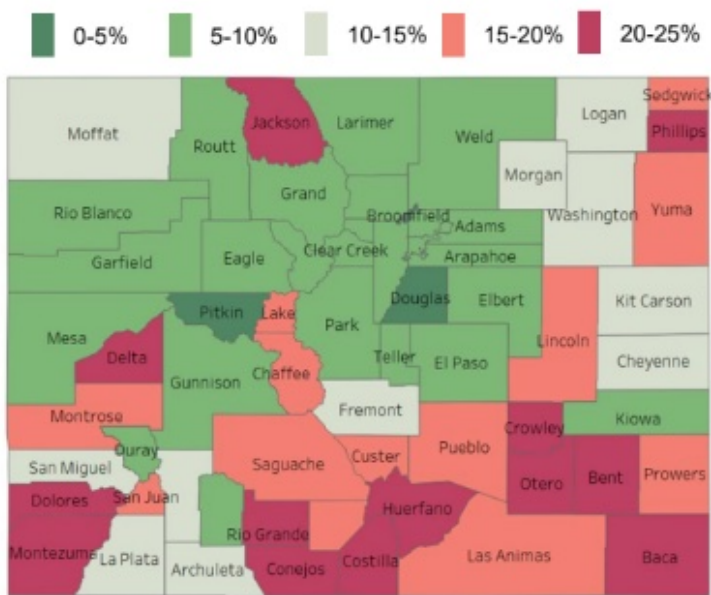 0-5% 5-10% 10-15% 15-20% 20-25%
Sedgwick
Logan
Jackson Larimer
Phillips
Moffat Weld
Routt
Morgan
Grand
Yuma
Rio Blanco Broomfield Washington
Adams
Clear Creek
Eagle Arapahoe
Garfield
Pitkin Lake Douglas Elbert Kit Carson
Park
Mesa Lincoln
Delta Teller El Paso Cheyenne
Chaffee
Gunnison
Fremont
Montrose Kiowa
Crowley
Ouray Pueblo
Custer
San Miguel Saguache
Bent Prowers
Otero
Dolores San Juan
Huerfano
Rio Grande
Montezuma La Plata Las Animas Baca
Costilla
Archuleta Conejos